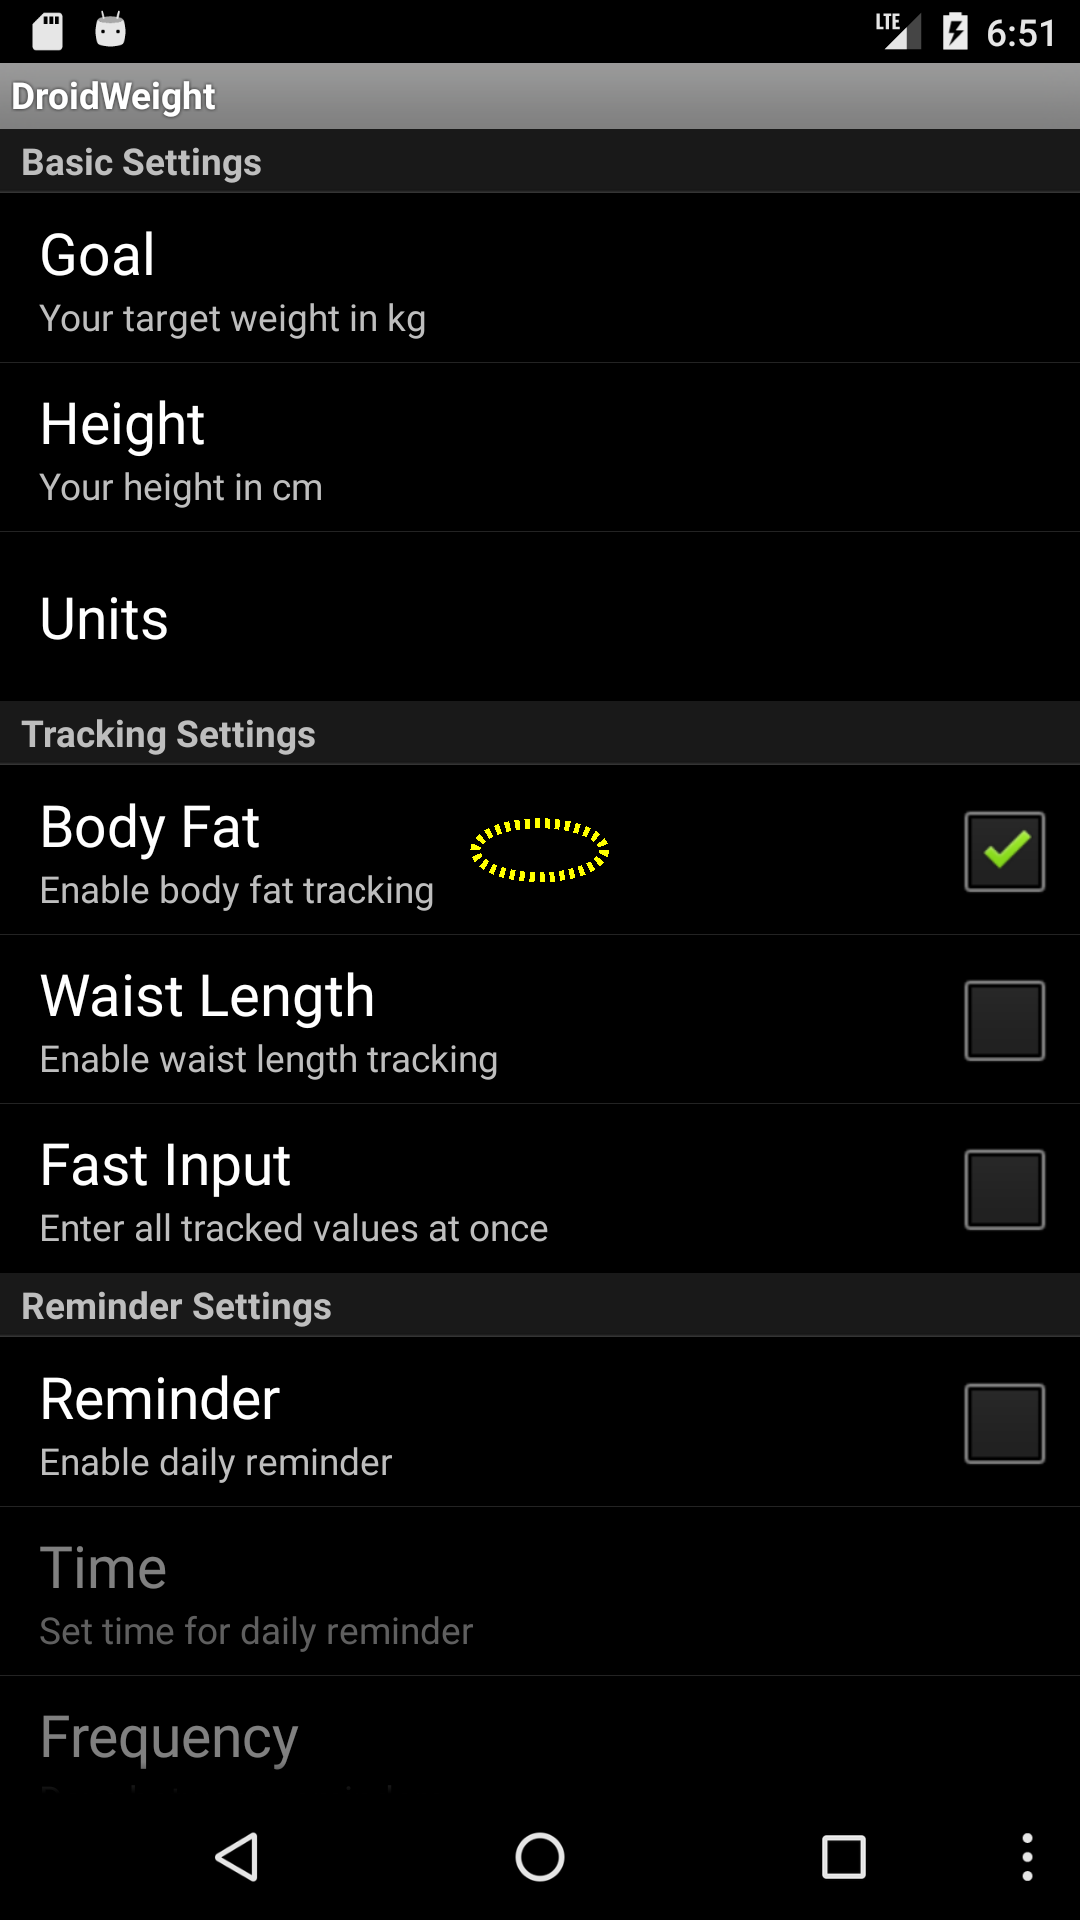 LTE 6:51
DroidWeight
Basic Settings
Goal
Your target weight in kg
Height
Your height in cm
Units
Tracking Settings
Body Fat
Enable body fat tracking
Waist Length
Enable waist length tracking
Fast Input
Enter all tracked values at once
Reminder Settings
Reminder
Enable daily reminder
Time
Set time for daily reminder
Frequency